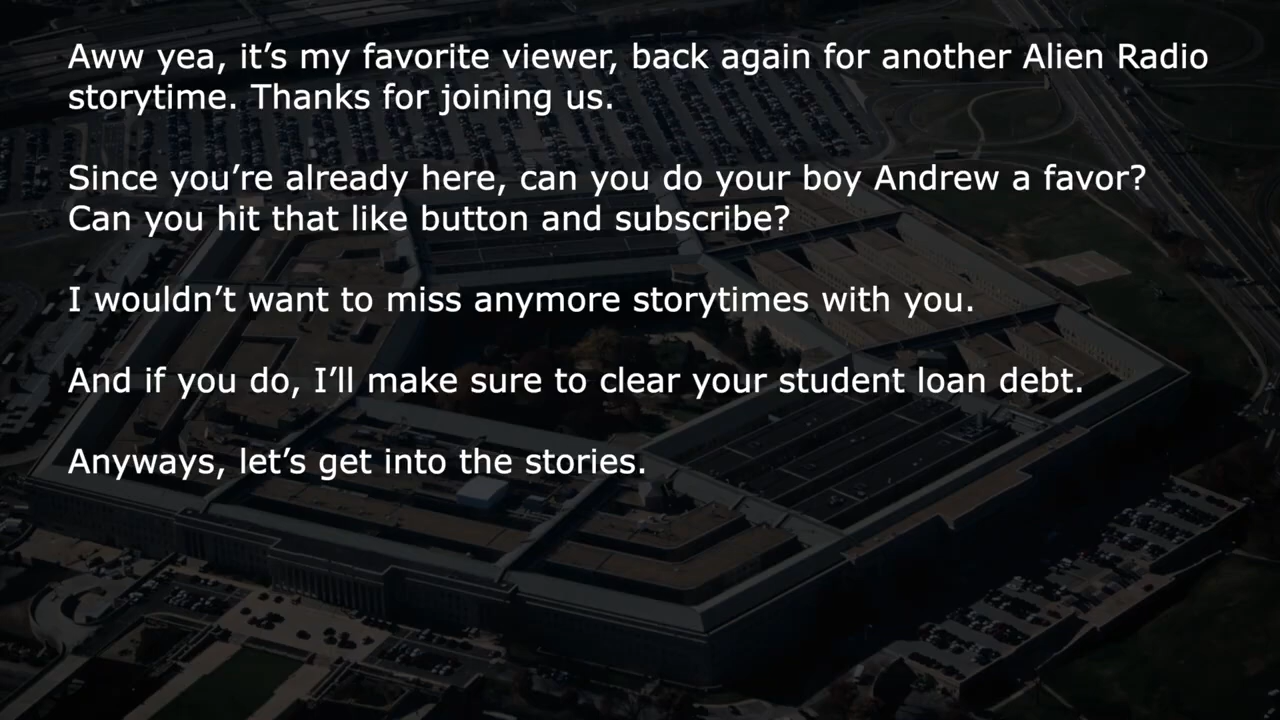 Aww yea, it’s my favorite viewer, back again for another Alien Radio
storytime. Thanks for joining us.
Since you’re already here, can you do your boy Andrew a favor?
Can you hit that like button and subscribe?
I wouldn’t want to miss anymore storytimes with you.
And if you do, I’ll make sure to clear your student loan debt.
Anyways, let’s get into the stories.